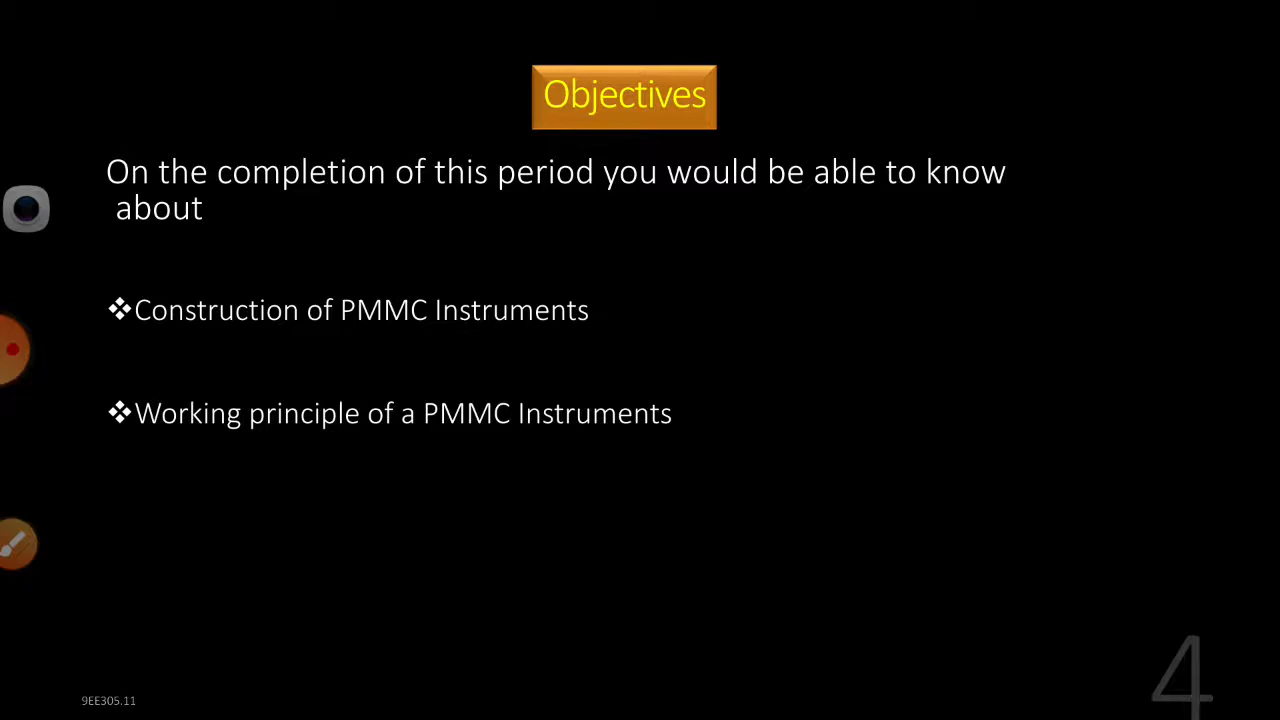 Objectives
On the completion of this period you would be able to know
about
❖Construction of PMMC Instruments
❖Working principle of a PMMC Instruments
9EE305.11
4